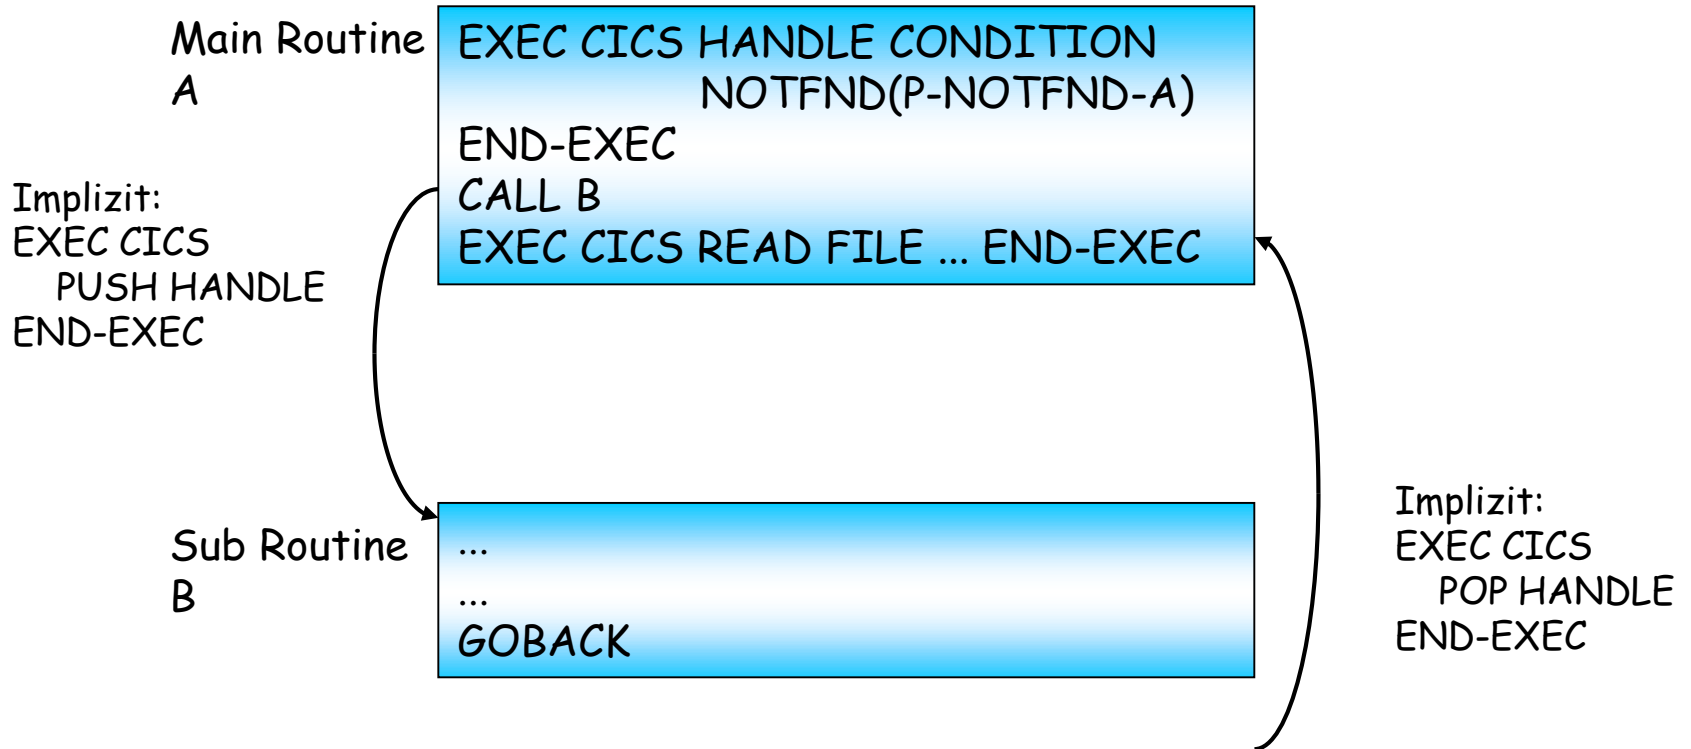 Main Routine
A
EXEC CICS HANDLE CONDITION
NOTFND(P-NOTFND-A)
END-EXEC
CALL B
EXEC CICS READ FILE ... END-EXEC
Implizit:
EXEC CICS
PUSH HANDLE
END-EXEC
Sub Routine
B
...
...
GOBACK
Implizit:
EXEC CICS
POP HANDLE
END-EXEC